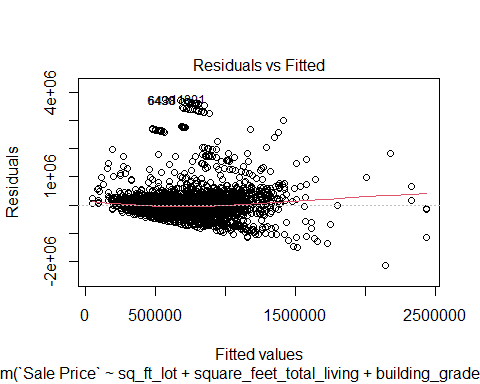 Residuals vs Fitted
Residuals
4e+06
1e+06
-2e+06
0
500000
1500000
2500000
Fitted values
m(`Sale Price` ~ sq_ft_lot + square_feet_total_living + building_grade